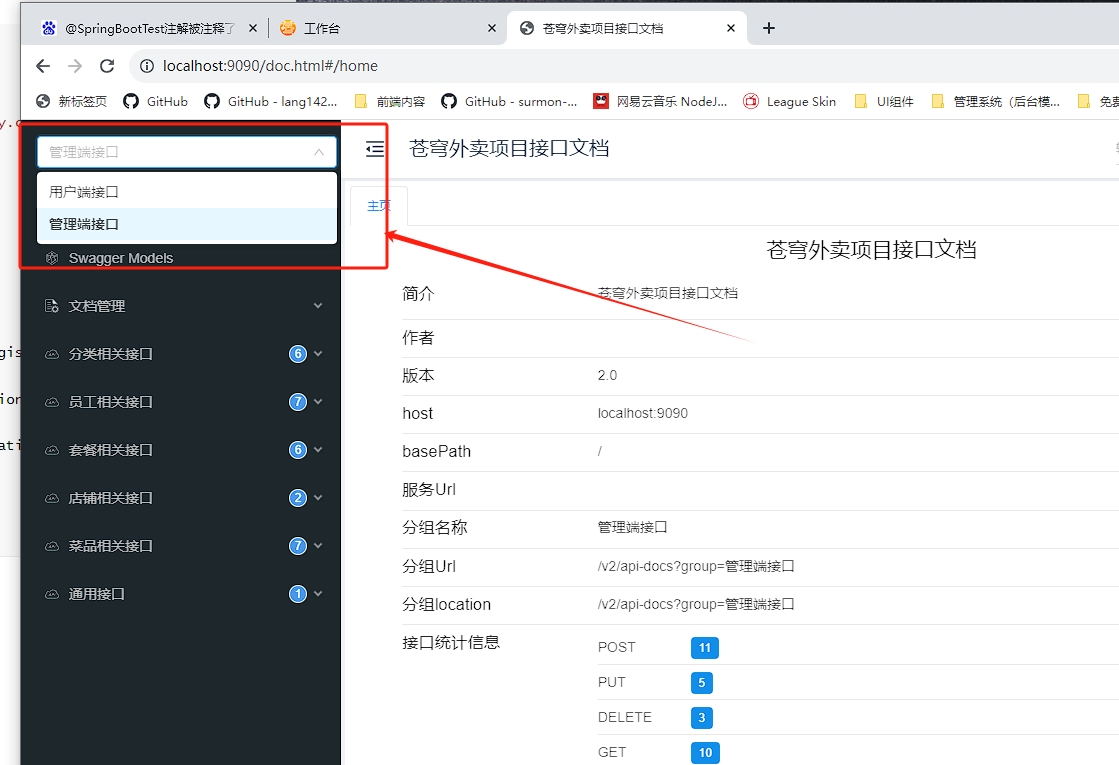 @SpringBootTest注解被注释了
工作台
苍穹外卖项目接口文档
localhost:9090/doc.html#/home
新标签页
GitHub
GitHub - lang142...
前端内容
GitHub - surmon-...
网易云音乐 NodeJ...
League Skin
UI组件
管理系统（后台模...
免费
y.c
管理端接口
苍穹外卖项目接口文档
用户端接口
管理端接口
主页
Swagger Models
苍穹外卖项目接口文档
文档管理
简介
苍穹外卖项目接口文档
作者
gis
分类相关接口
6
版本
2.0
ion
员工相关接口
7
host
localhost:9090
ati
套餐相关接口
6
basePath
/
店铺相关接口
2
服务Url
分组名称
管理端接口
菜品相关接口
7
分组Url
/v2/api-docs?group=管理端接口
通用接口
1
分组location
/v2/api-docs?group=管理端接口
接口统计信息
POST
11
PUT
5
DELETE
3
GET
10